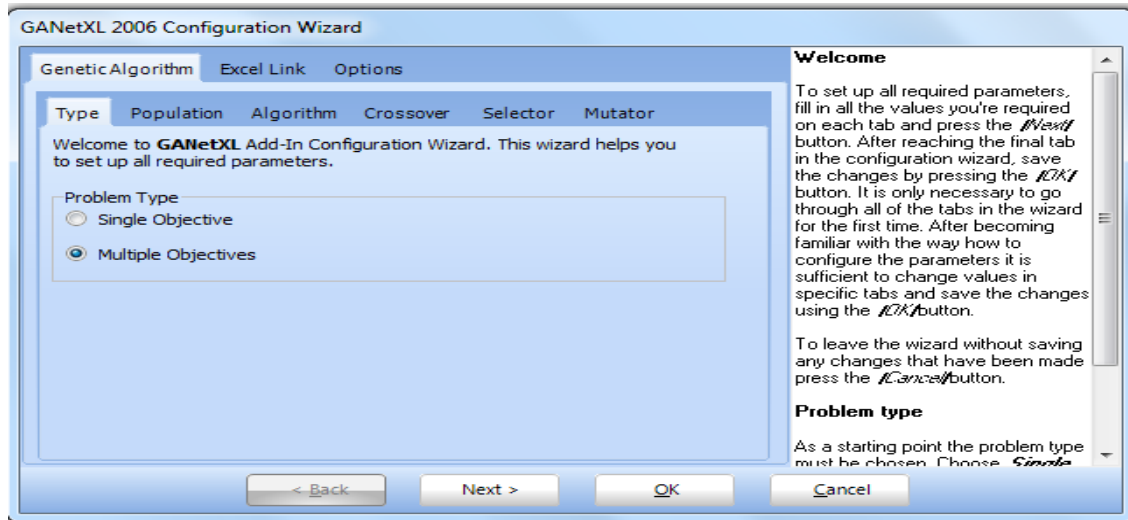 GANetXL 2006 Configuration Wizard
Genetic Algorithm Excel Link Options
Type Population Algorithm Crossover Selector Mutator
Welcome to GANetXL Add-In Configuration Wizard. This wizard helps you
to set up all required parameters.
Problem Type
Single Objective
Multiple Objectives
Welcome
To set up all required parameters,
fill in all the values you're required
on each tab and press the [Next]
button. After reaching the final tab
in the configuration wizard, save
the changes by pressing the [OK]
button. It is only necessary to go
through all of the tabs in the wizard
for the first time. After becoming
familiar with the way how to
configure the parameters it is
sufficient to change values in
specific tabs and save the changes
using the [OK] button.
To leave the wizard without saving
any changes that have been made
press the [Cancel] button.
Problem type
As a starting point the problem type
must be chosen. Choose Single
< Back Next > OK Cancel